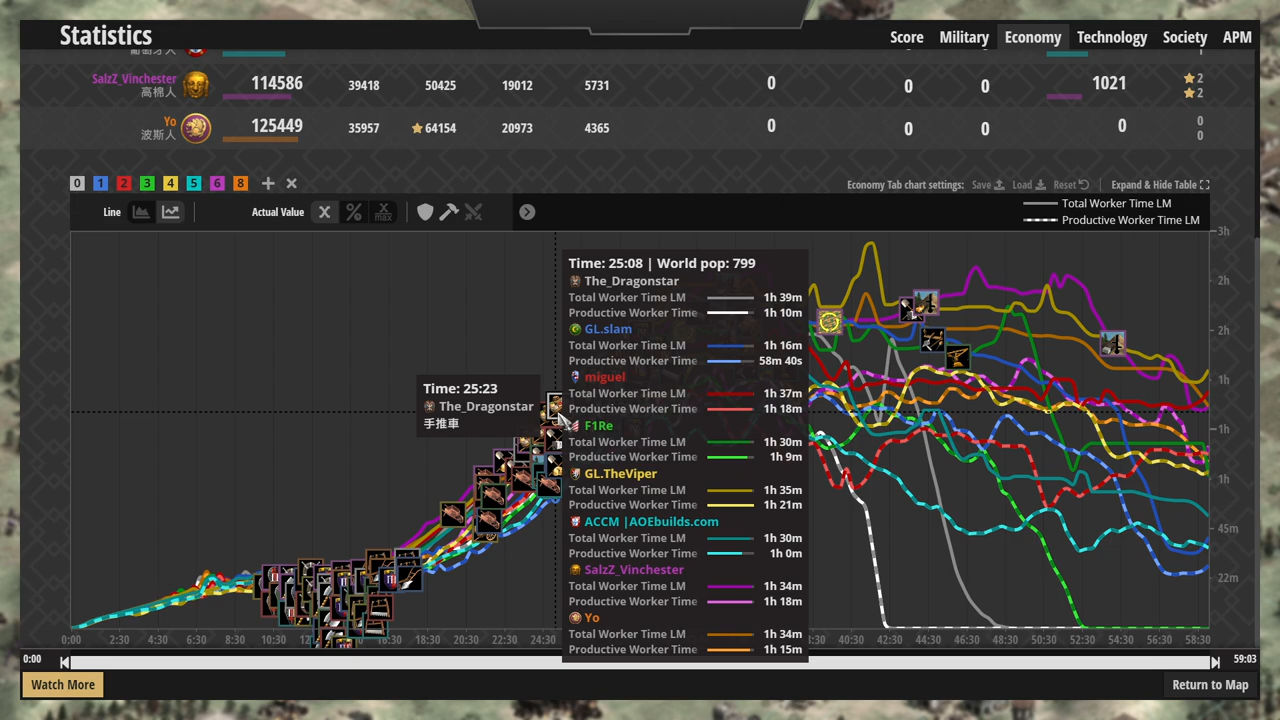 Statistics
Score Military Economy Technology Society APM
葡萄牙人
SalzZ_Vinchester
高棉人
114586 39418 50425 19012 5731 0 0 0 1021 2 2
Yo
波斯人
125449 35957 64154 20973 4365 0 0 0 0 0 0
0 1 2 3 4 5 6 8
Economy Tab chart settings: Save Load Reset Expand & Hide Table
Line Actual Value X % X max
Total Worker Time LM
Productive Worker Time LM
3h
2h
2h
1h
1h
1h
45m
22m
Time: 25:08 | World pop: 799
The_Dragonstar
Total Worker Time LM 1h 39m
Productive Worker Time 1h 10m
GL.slam
Total Worker Time LM 1h 16m
Productive Worker Time 58m 40s
miguel
Total Worker Time LM 1h 37m
Productive Worker Time 1h 18m
F1Re
Total Worker Time LM 1h 30m
Productive Worker Time 1h 9m
GL.TheViper
Total Worker Time LM 1h 35m
Productive Worker Time 1h 21m
ACCM |AOEbuilds.com
Total Worker Time LM 1h 30m
Productive Worker Time 1h 0m
SalzZ_Vinchester
Total Worker Time LM 1h 34m
Productive Worker Time 1h 18m
Yo
Total Worker Time LM 1h 34m
Productive Worker Time 1h 15m
Time: 25:23
The_Dragonstar
手推車
0:00 2:30 4:30 6:30 8:30 10:30 16:30 18:30 20:30 22:30 24:30 40:30 42:30 44:30 46:30 48:30 50:30 52:30 54:30 56:30 58:30
0:00 59:03
Watch More Return to Map